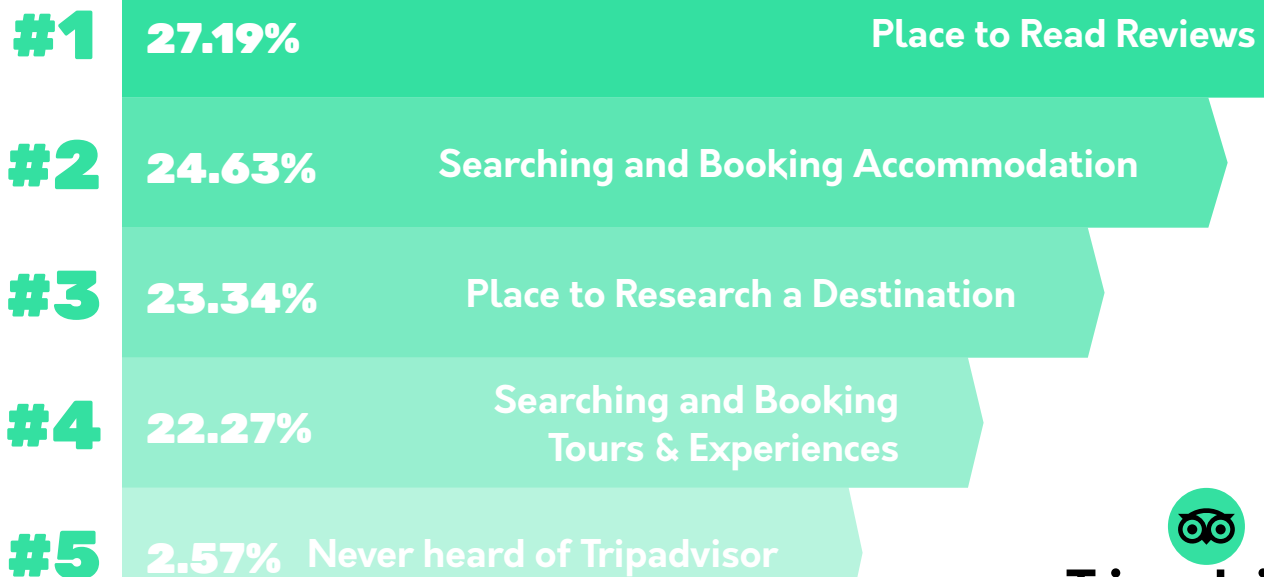 #1 27.19% Place to Read Reviews
#2 24.63% Searching and Booking Accommodation
#3 23.34% Place to Research a Destination
#4 22.27% Searching and Booking
Tours & Experiences
#5 2.57% Never heard of Tripadvisor